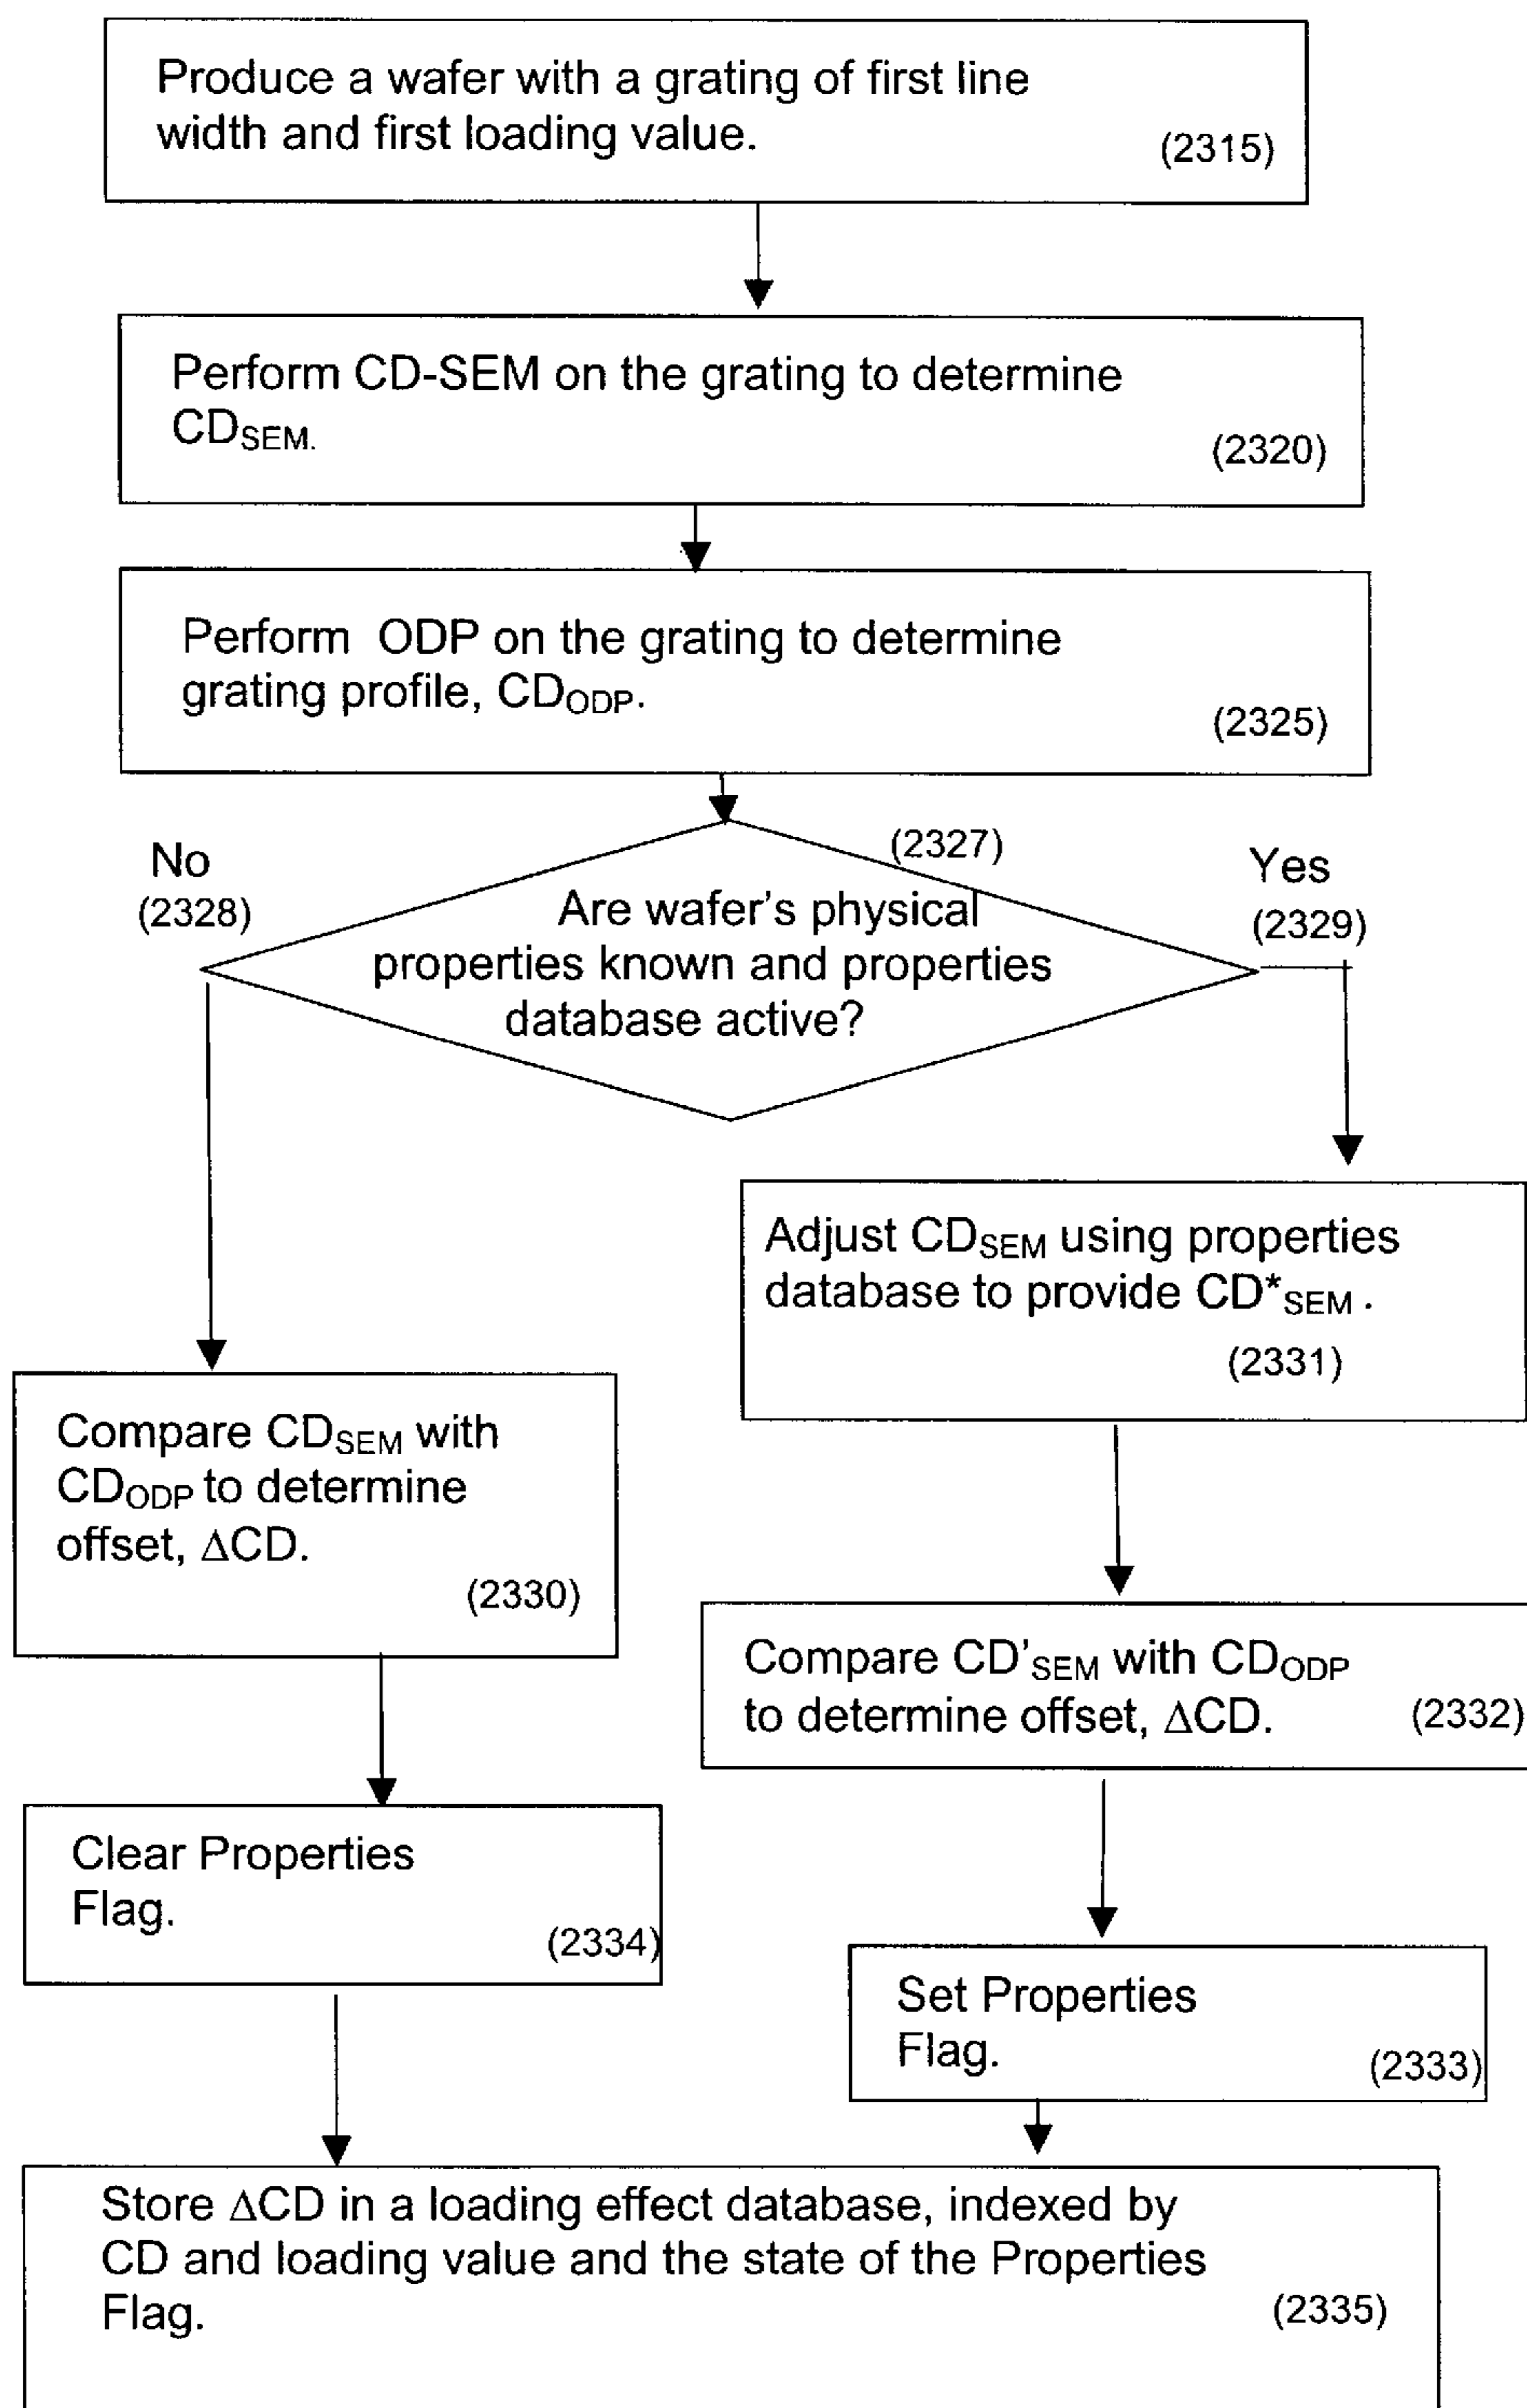 Produce a wafer with a grating of first line
width and first loading value.
(2315)
Perform CD-SEM on the grating to determine
CDSEM.
(2320)
Perform ODP on the grating to determine
grating profile, CDODP.
(2325)
(2327)
No
(2328)
Yes
(2329)
Are wafer's physical
properties known and properties
database active?
Adjust CDSEM using properties
database to provide CD*SEM .
(2331)
Compare CDSEM with
CDODP to determine
offset, ΔCD.
(2330)
Compare CD'SEM with CDODP
to determine offset, ΔCD. (2332)
Clear Properties
Flag.
(2334)
Set Properties
Flag.
(2333)
Store ΔCD in a loading effect database, indexed by
CD and loading value and the state of the Properties
Flag. (2335)